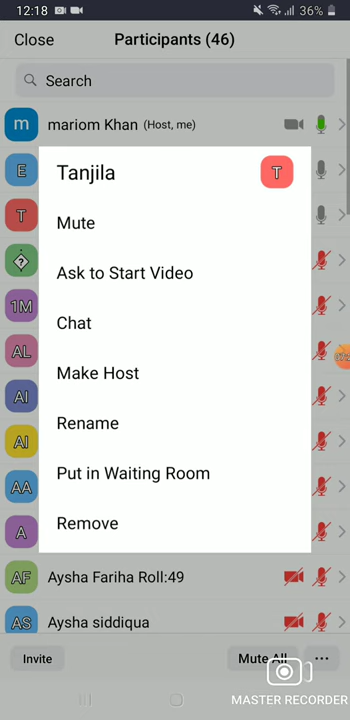 12:18 36%
Close Participants (46)
Search
m mariom Khan (Host, me)
E
T
?
1M
AL
AI
AI
AA
A
Tanjila T
Mute
Ask to Start Video
Chat
Make Host
Rename
Put in Waiting Room
Remove
AF Aysha Fariha Roll:49
AS Aysha siddiqua
Invite Mute All ...
MASTER RECORDER